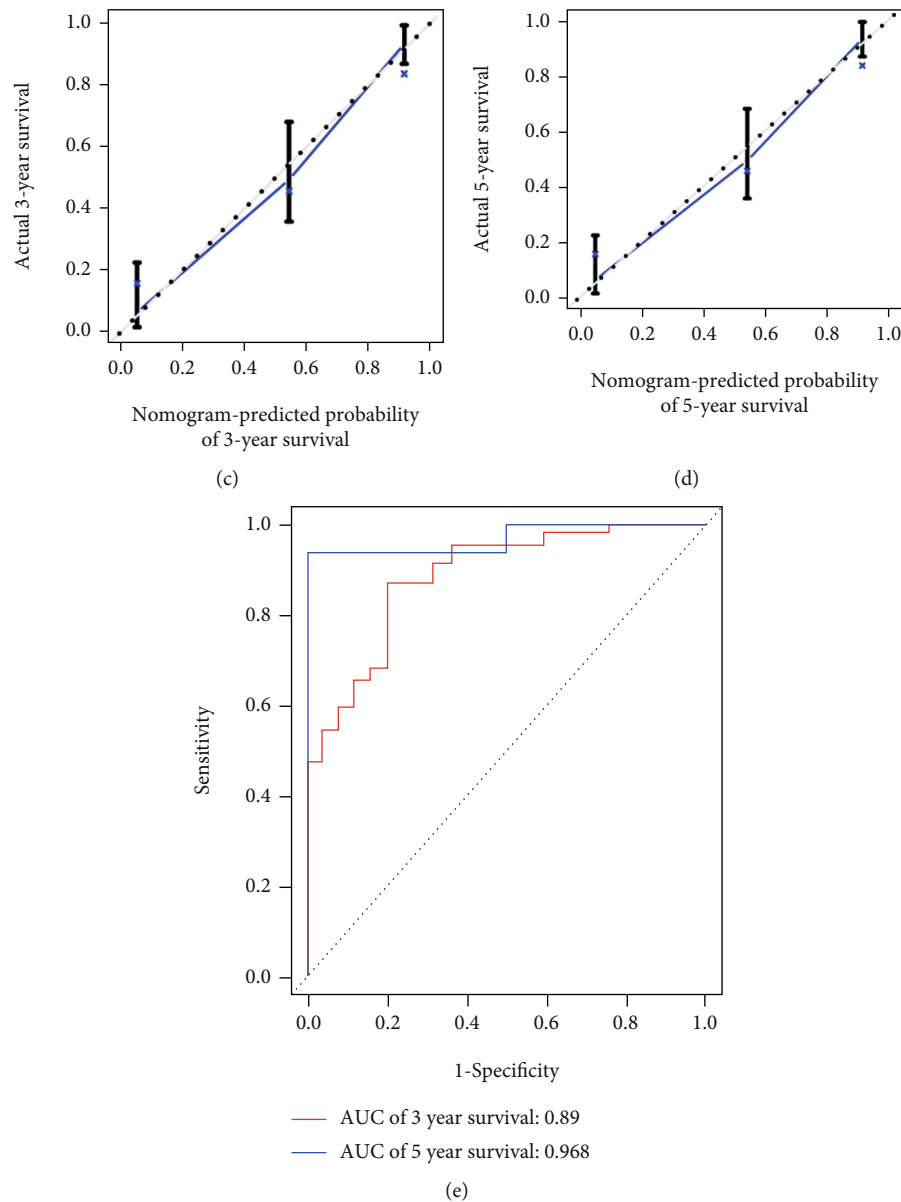 1.0
0.8
0.6
0.4
0.2
0.0
Actual 3-year survival
0.0 0.2 0.4 0.6 0.8 1.0
Nomogram-predicted probability
of 3-year survival
(c)
1.0
0.8
0.6
0.4
0.2
0.0
Actual 5-year survival
0.0 0.2 0.4 0.6 0.8 1.0
Nomogram-predicted probability
of 5-year survival
(d)
1.0
0.8
0.6
0.4
0.2
0.0
Sensitivity
0.0 0.2 0.4 0.6 0.8 1.0
1-Specificity
AUC of 3 year survival: 0.89
AUC of 5 year survival: 0.968
(e)